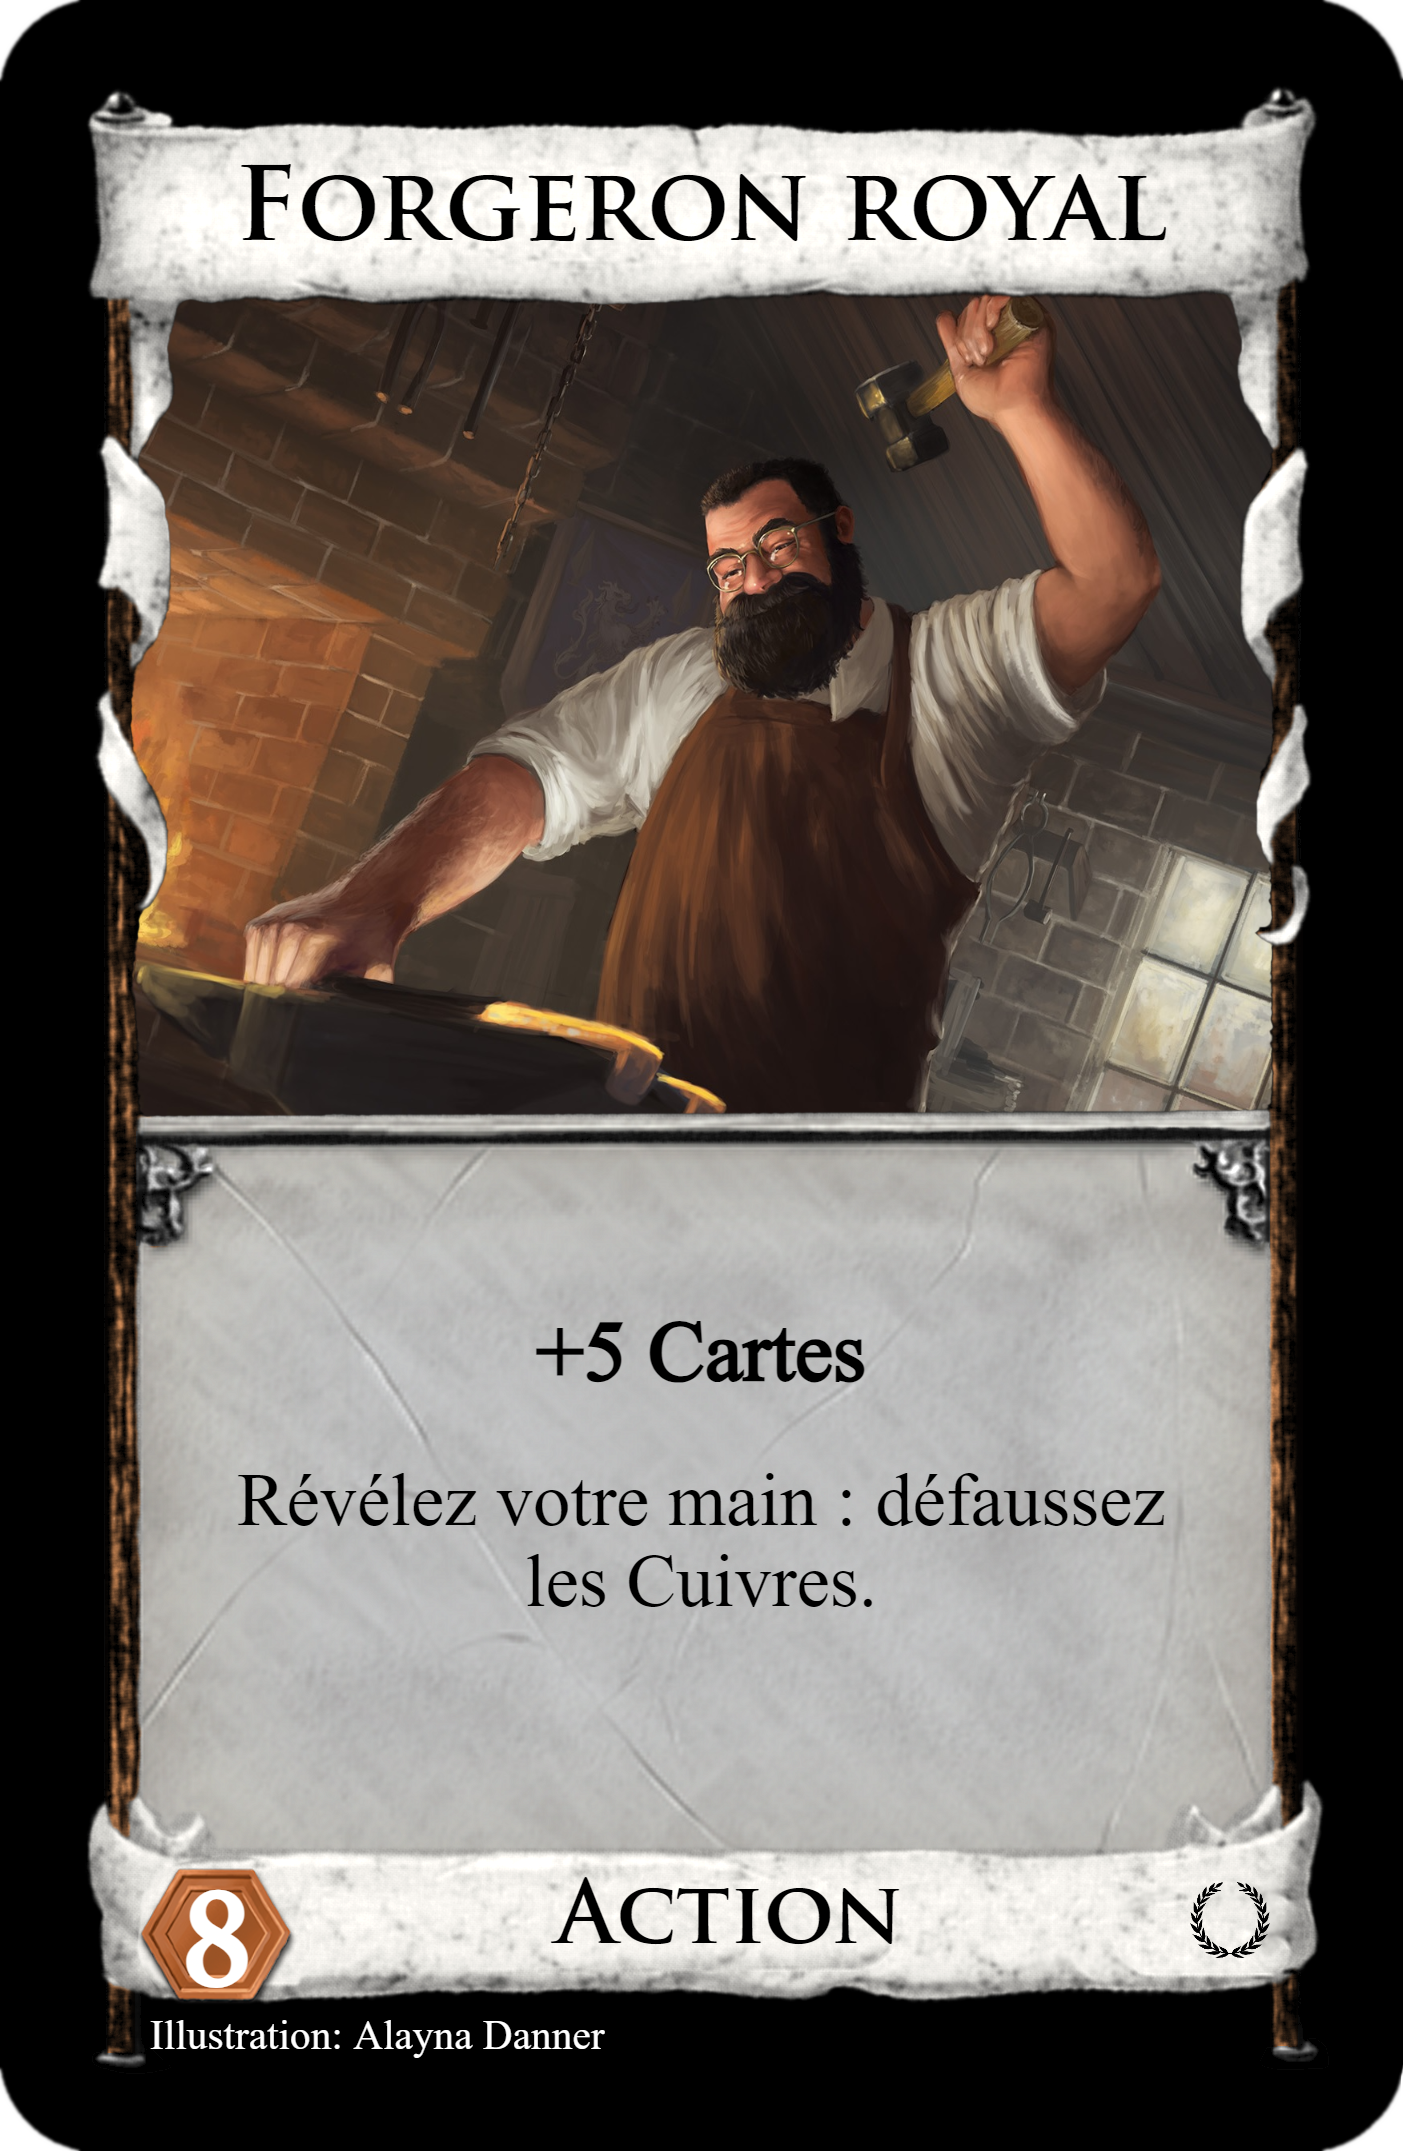 Forgeron royal
+5 Cartes
Révélez votre main : défaussez
les Cuivres.
8
Action
Illustration: Alayna Danner